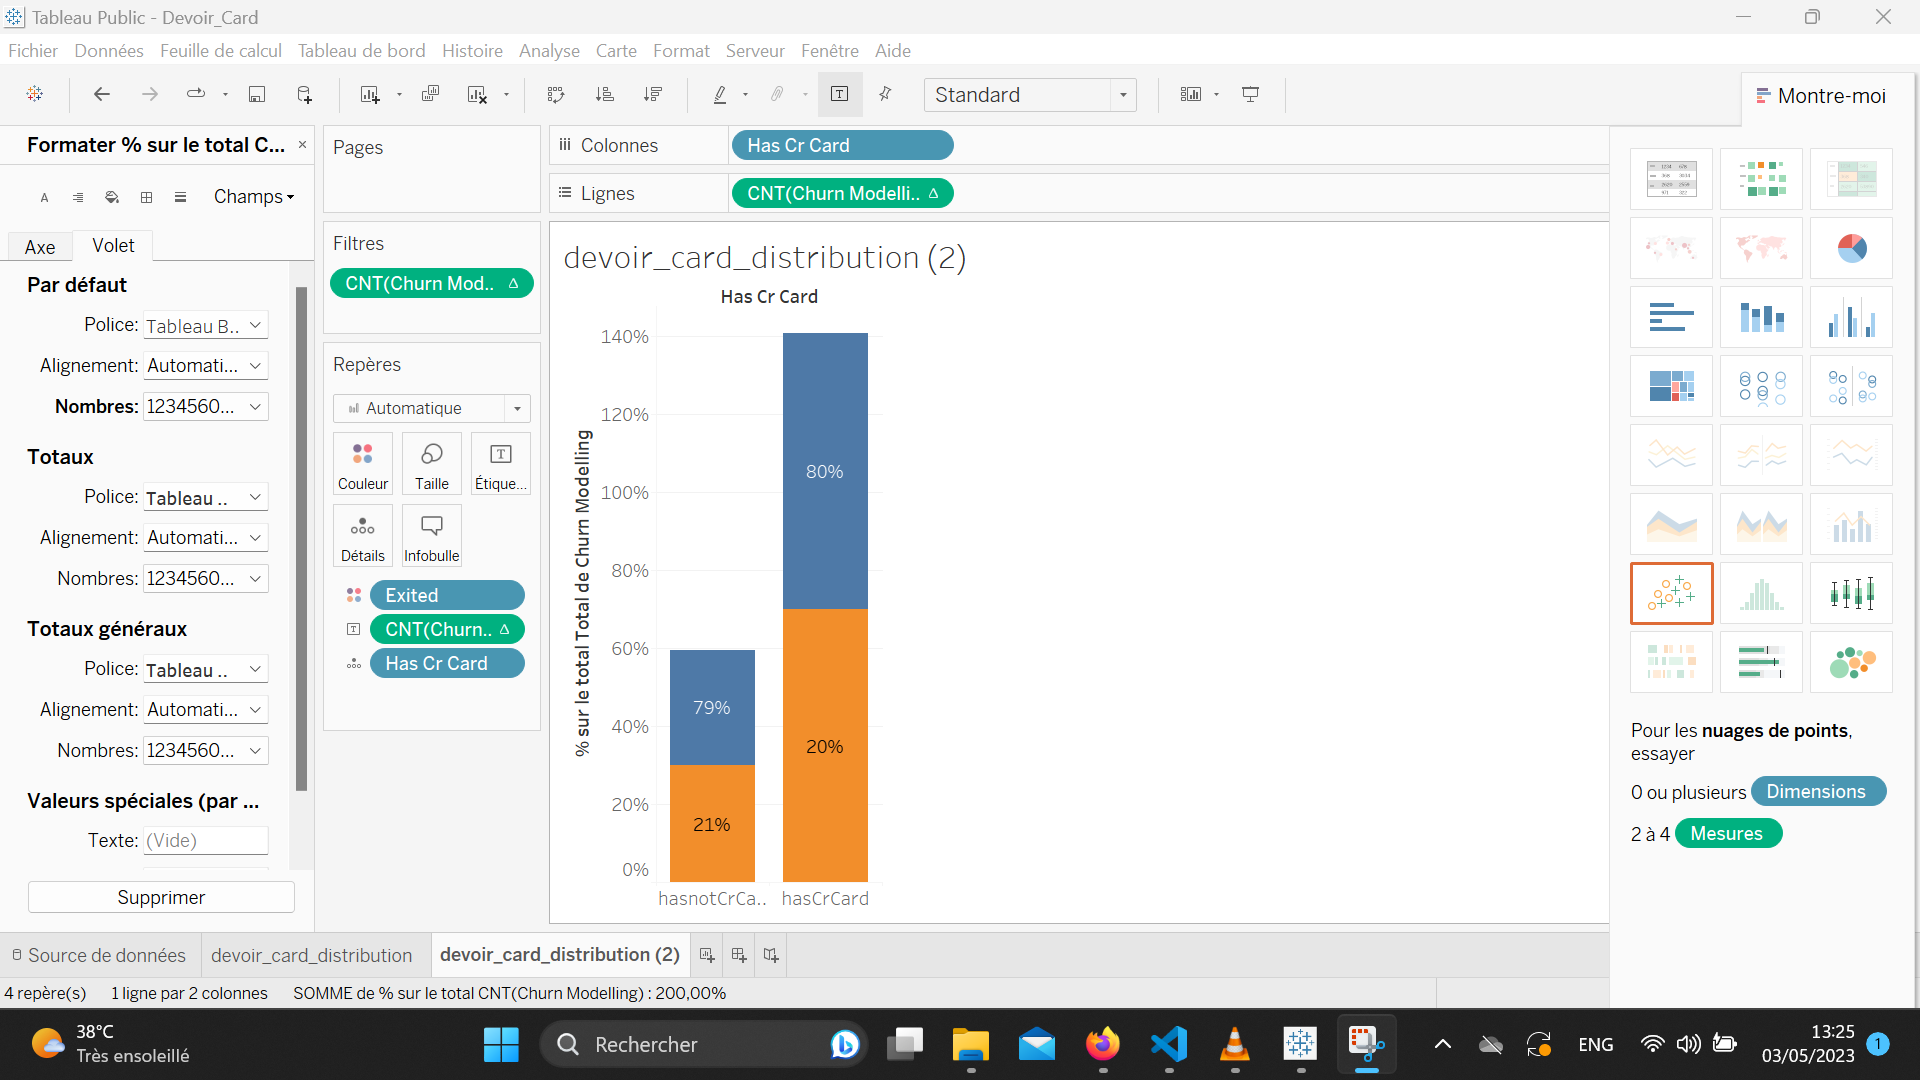 Tableau Public - Devoir_Card
Fichier Données Feuille de calcul Tableau de bord Histoire Analyse Carte Format Serveur Fenêtre Aide
Standard
Montre-moi
Formater % sur le total C... ×
A Champs
Axe Volet
Par défaut
Police: Tableau B..
Alignement: Automati...
Nombres: 1234560...
Totaux
Police: Tableau ..
Alignement: Automati...
Nombres: 1234560...
Totaux généraux
Police: Tableau ..
Alignement: Automati...
Nombres: 1234560...
Valeurs spéciales (par ...
Texte: (Vide)
Supprimer
Pages
Filtres
CNT(Churn Mod.. Δ
Repères
Automatique
Couleur Taille Étique...
Détails Infobulle
Exited
CNT(Churn.. Δ
Has Cr Card
Colonnes Has Cr Card
Lignes CNT(Churn Modelli.. Δ
devoir_card_distribution (2)
Has Cr Card
% sur le total Total de Churn Modelling
140%
120%
100%
80%
60%
40%
20%
0%
80%
20%
79%
21%
hasnotCrCa.. hasCrCard
Pour les nuages de points,
essayer
0 ou plusieurs Dimensions
2 à 4 Mesures
Source de données devoir_card_distribution devoir_card_distribution (2)
4 repère(s) 1 ligne par 2 colonnes SOMME de % sur le total CNT(Churn Modelling) : 200,00%
38°C
Très ensoleillé
Rechercher
ENG
13:25
03/05/2023
1